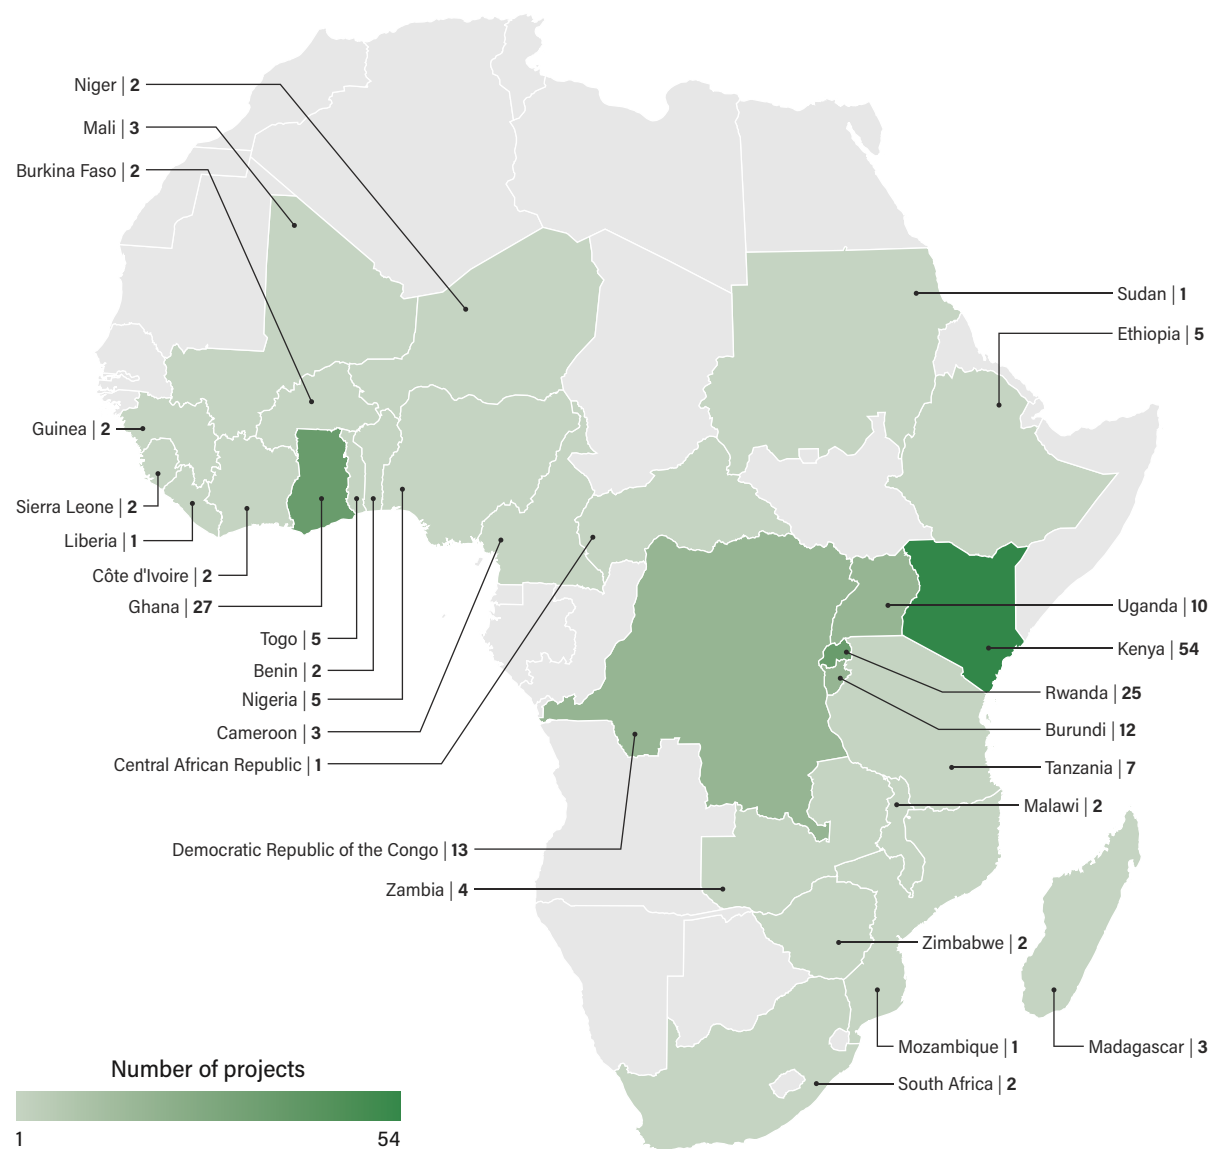 Niger | 2
Mali | 3
Burkina Faso | 2
Sudan | 1
Ethiopia | 5
Guinea | 2
Sierra Leone | 2
Liberia | 1
Côte d'Ivoire | 2
Ghana | 27
Togo | 5
Benin | 2
Nigeria | 5
Cameroon | 3
Central African Republic | 1
Uganda | 10
Kenya | 54
Rwanda | 25
Burundi | 12
Tanzania | 7
Malawi | 2
Democratic Republic of the Congo | 13
Zambia | 4
Zimbabwe | 2
Mozambique | 1
Madagascar | 3
South Africa | 2
Number of projects
1 54